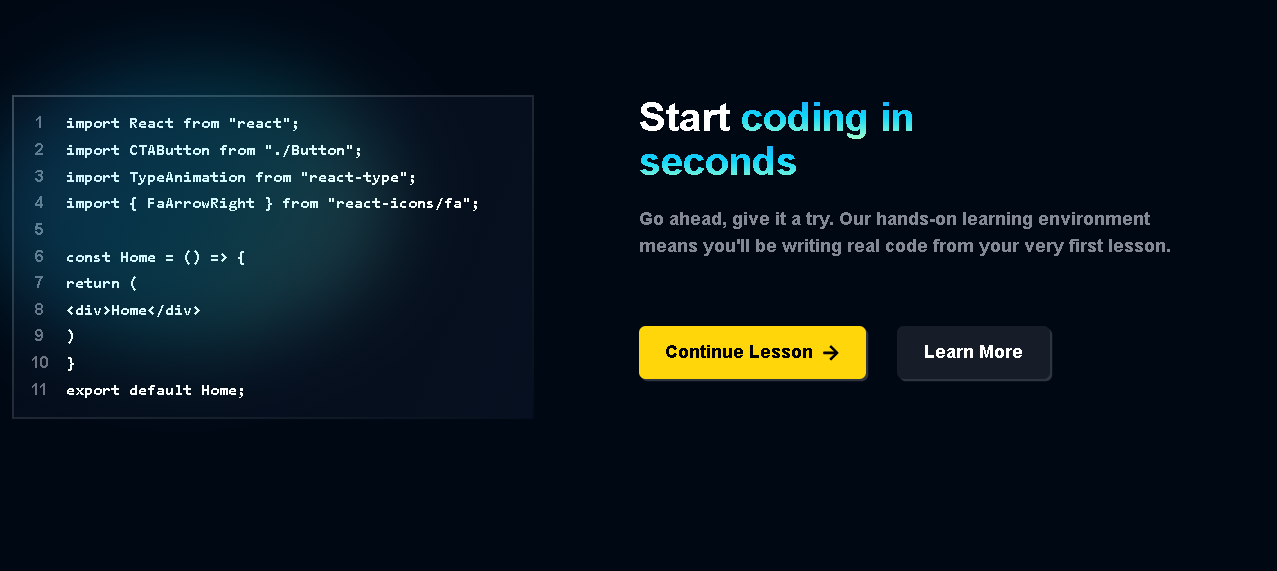 1 import React from "react";
2 import CTAButton from "./Button";
3 import TypeAnimation from "react-type";
4 import { FaArrowRight } from "react-icons/fa";
5
6 const Home = () => {
7 return (
8 <div>Home</div>
9 )
10 }
11 export default Home;
Start coding in
seconds
Go ahead, give it a try. Our hands-on learning environment
means you'll be writing real code from your very first lesson.
Continue Lesson →
Learn More